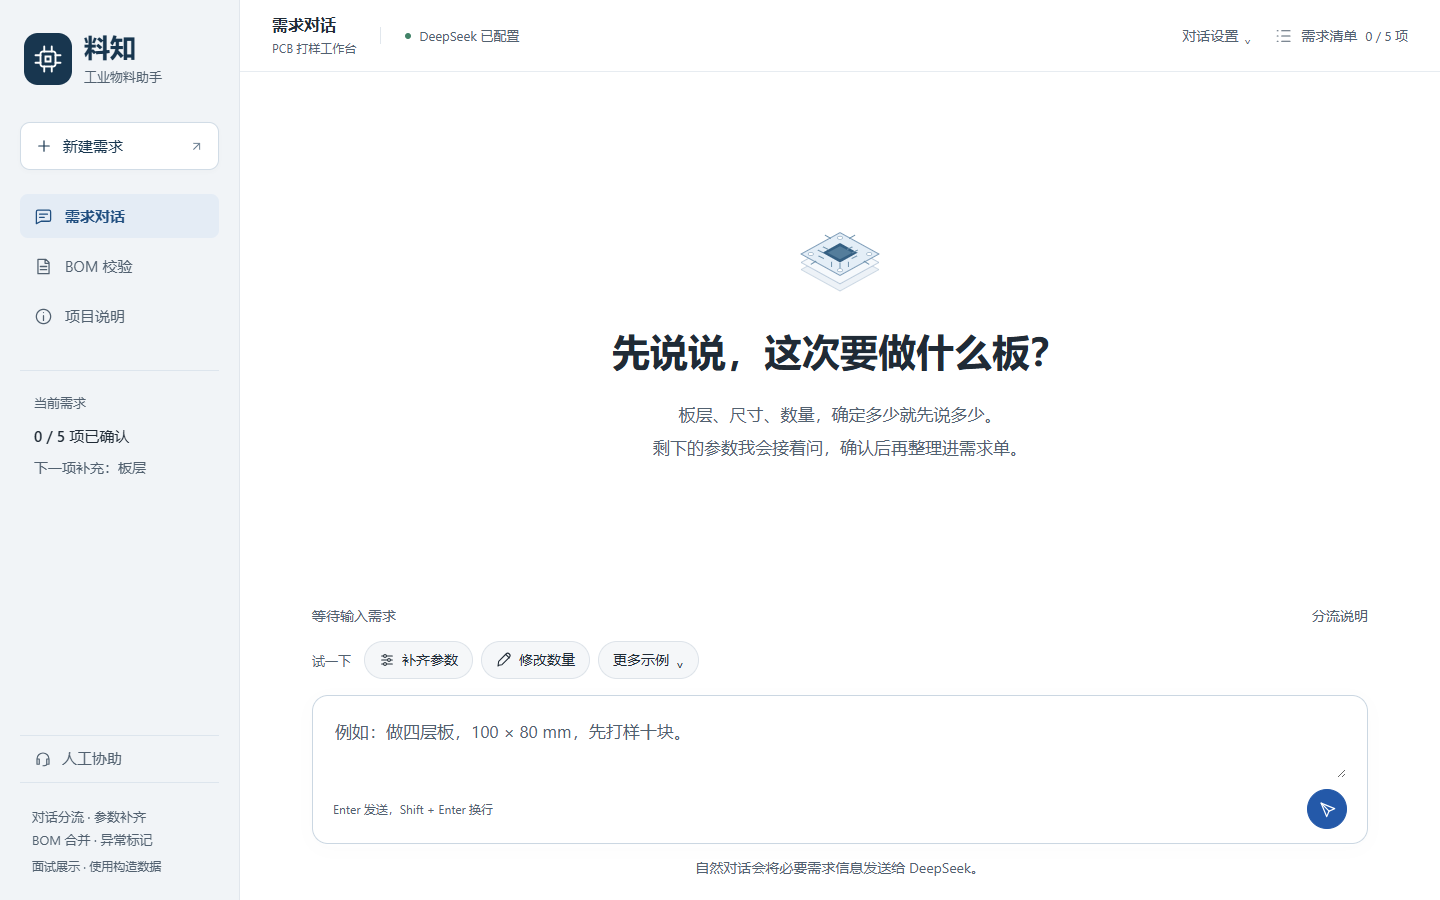 料知
工业物料助手
新建需求
需求对话
BOM 校验
项目说明
当前需求
0 / 5 项已确认
下一项补充：板层
人工协助
对话分流 · 参数补齐
BOM 合并 · 异常标记
面试展示 · 使用构造数据
需求对话
PCB 打样工作台
DeepSeek 已配置
对话设置
需求清单 0 / 5 项
先说说，这次要做什么板？
板层、尺寸、数量，确定多少就先说多少。
剩下的参数我会接着问，确认后再整理进需求单。
等待输入需求
分流说明
试一下 补齐参数 修改数量 更多示例
例如：做四层板，100 × 80 mm，先打样十块。
Enter 发送，Shift + Enter 换行
自然对话会将必要需求信息发送给 DeepSeek。